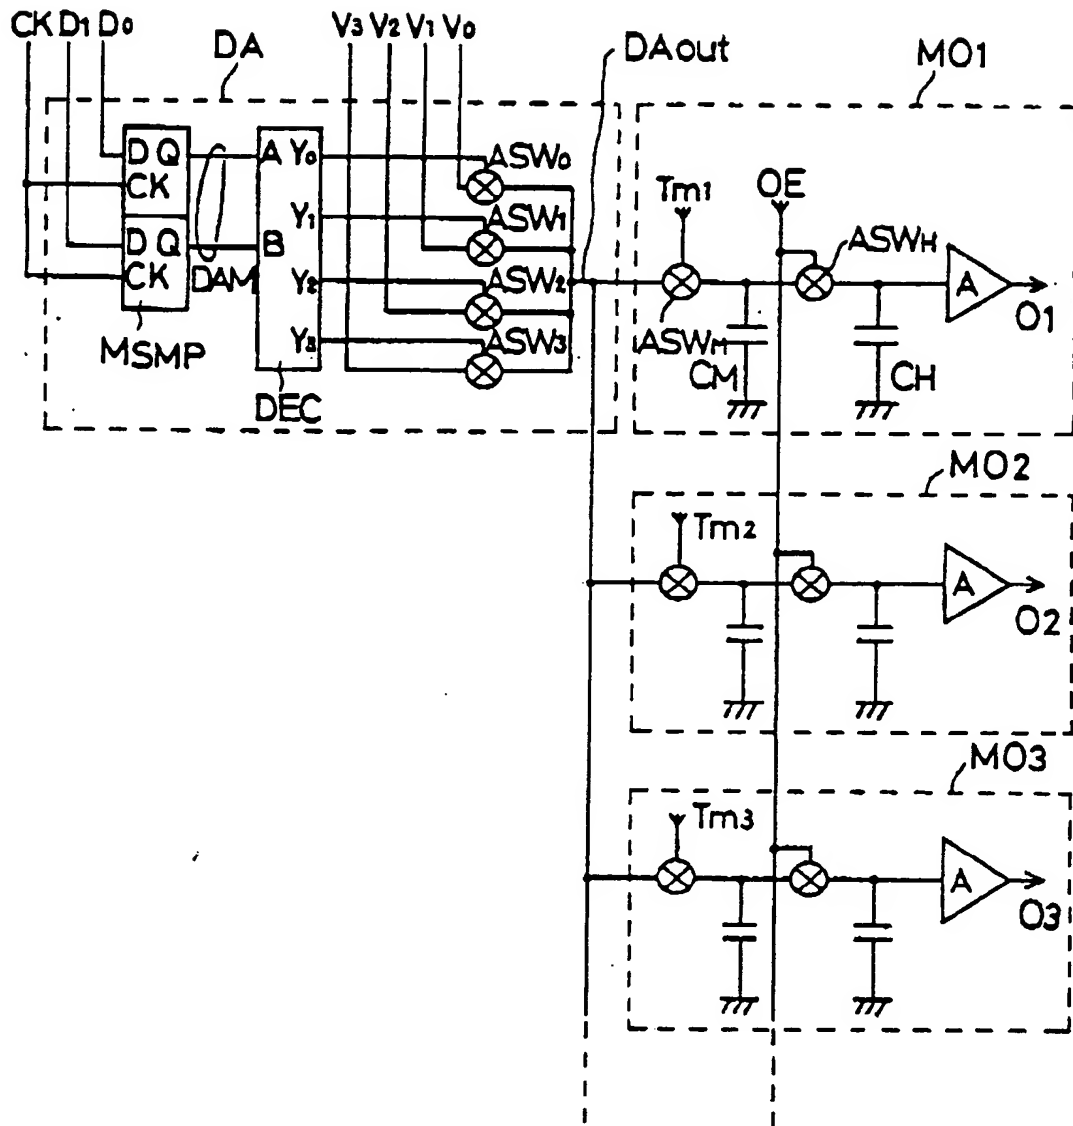 CK D1 D0 V3 V2 V1 V0
DA
DAout
MO1
D Q
CK
D Q
CK
MSMP
DAM
A Y0
Y1
B
Y2
Y3
DEC
ASW0
ASW1
ASW2
ASW3
Tm1
OE
ASWH
ASWM
CM
CH
A
O1
MO2
Tm2
A
O2
MO3
Tm3
A
O3